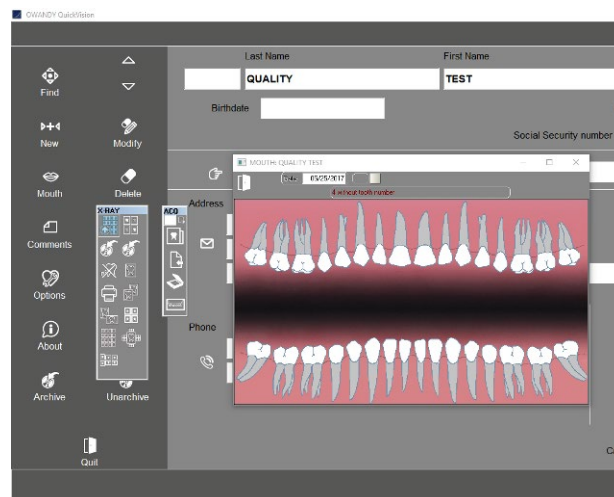 OWANDY QuickVision
Last Name
First Name
QUALITY
TEST
Find
Birthdate
New
Modify
Social Security number
MOUTH: QUALITY TEST
05/25/2017
4 without tooth number
Mouth
Delete
Address
X-RAY
ACQ
Comments
Options
Phone
About
Archive
Unarchive
Quit